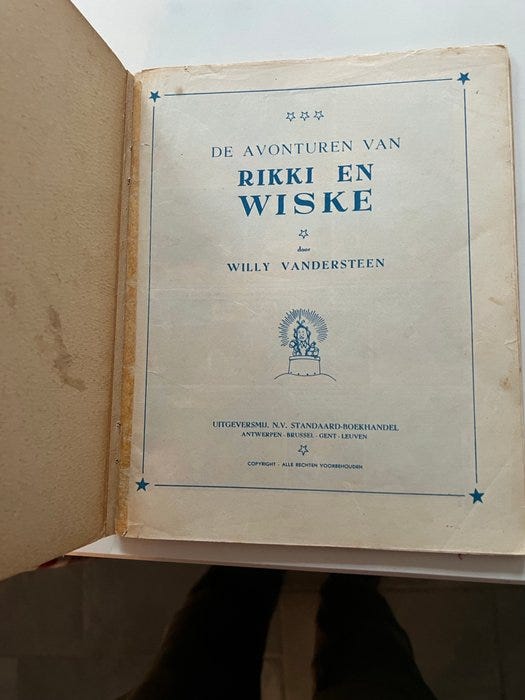 DE AVONTUREN VAN
RIKKI EN
WISKE
door
WILLY VANDERSTEEN
UITGEVERSMIJ. N.V. STANDAARD-BOEKHANDEL
ANTWERPEN - BRUSSEL - GENT - LEUVEN
COPYRIGHT - ALLE RECHTEN VOORBEHOUDEN